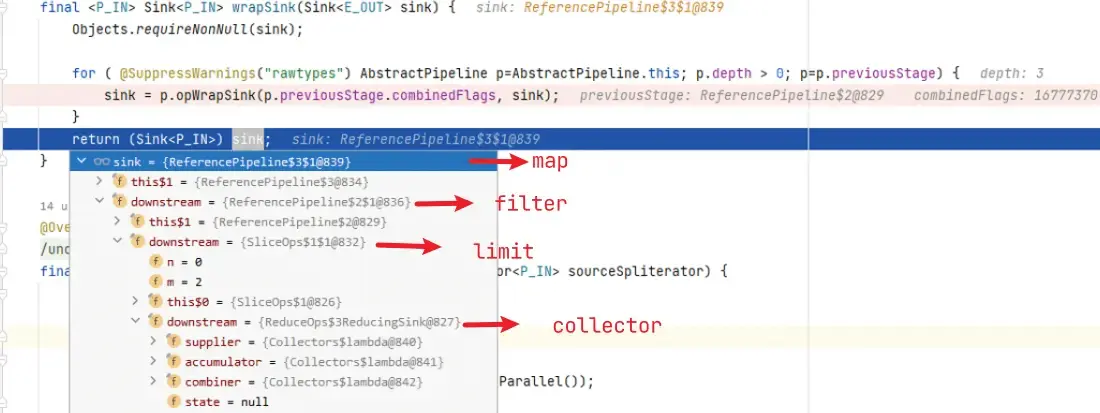 final <P_IN> Sink<P_IN> wrapSink(Sink<E_OUT> sink) {   sink: ReferencePipeline$3$1@839
Objects.requireNonNull(sink);
for ( @SuppressWarnings("rawtypes") AbstractPipeline p=AbstractPipeline.this; p.depth > 0; p=p.previousStage) {   depth: 3
sink = p.opWrapSink(p.previousStage.combinedFlags, sink);   previousStage: ReferencePipeline$2@829   combinedFlags: 16777370
}
return (Sink<P_IN>) sink;   sink: ReferencePipeline$3$1@839
}
sink = {ReferencePipeline$3$1@839} map
this$1 = {ReferencePipeline$3@834}
downstream = {ReferencePipeline$2$1@836} filter
14 u
this$1 = {ReferencePipeline$2@829}
@Ove
downstream = {SliceOps$1$1@832} limit
/unc
n = 0
fina
or<P_IN> sourceSpliterator) {
m = 2
this$0 = {SliceOps$1@826}
downstream = {ReduceOps$3ReducingSink@827} collector
supplier = {Collectors$lambda@840}
accumulator = {Collectors$lambda@841}
combiner = {Collectors$lambda@842} Parallel());
state = null